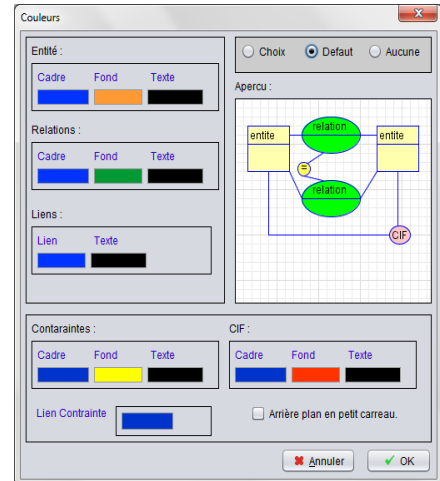 Couleurs
Entité :
Cadre Fond Texte
Relations :
Cadre Fond Texte
Liens :
Lien Texte
Choix Defaut Aucune
Apercu :
relation
entite entite
=
relation
CIF
Contaraintes :
Cadre Fond Texte
Lien Contrainte
CIF :
Cadre Fond Texte
Arrière plan en petit carreau.
Annuler OK